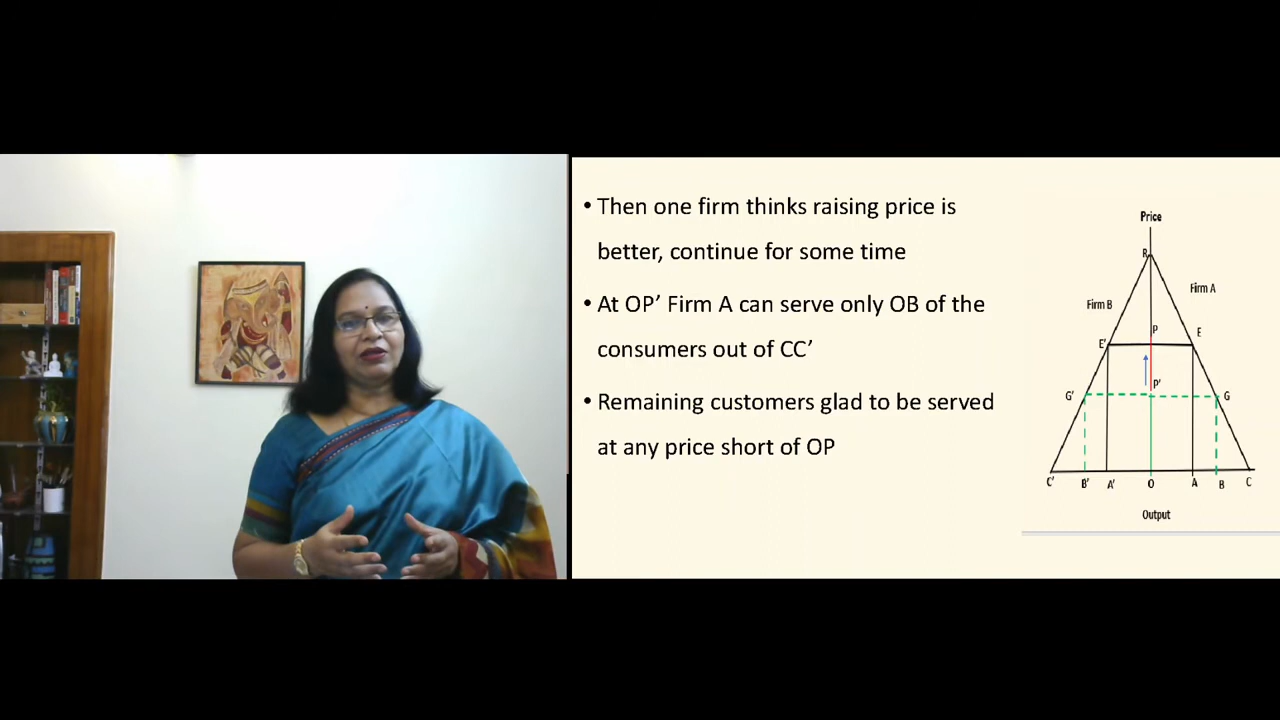 • Then one firm thinks raising price is
better, continue for some time
• At OP’ Firm A can serve only OB of the
consumers out of CC’
• Remaining customers glad to be served
at any price short of OP
Price
R
Firm A
Firm B
P
E
E'
P'
G'
G
C' B' A' O A B C
Output